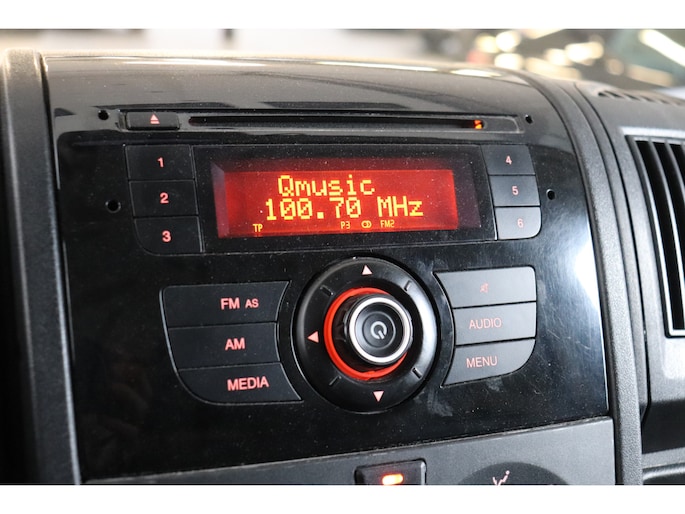 1
2
3
Qmusic
100.70 MHz
TP P3 FM2
4
5
6
FM AS
AM
MEDIA
AUDIO
MENU